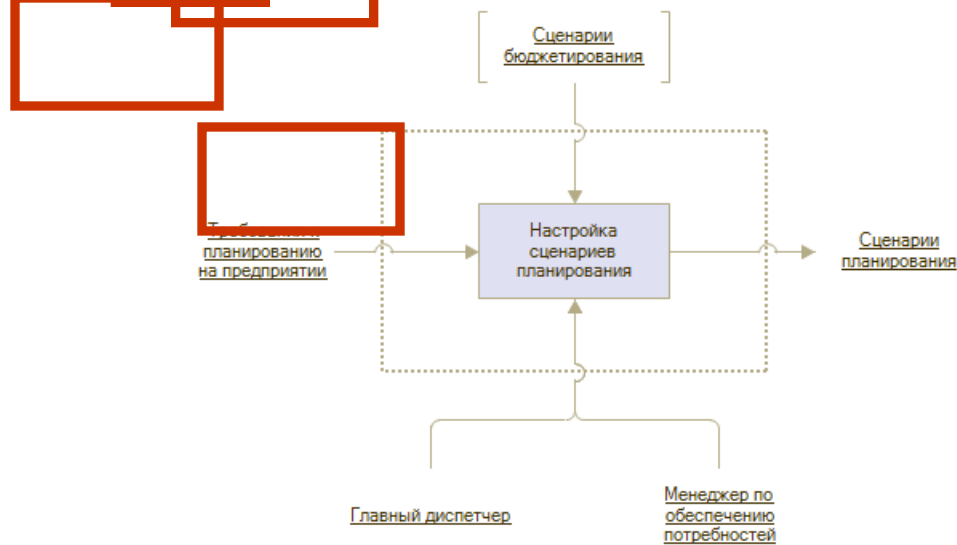 Сценарии
бюджетирования
Настройка
сценариев
планирования
планированию
на предприятии
Сценарии
планирования
Главный диспетчер
Менеджер по
обеспечению
потребностей